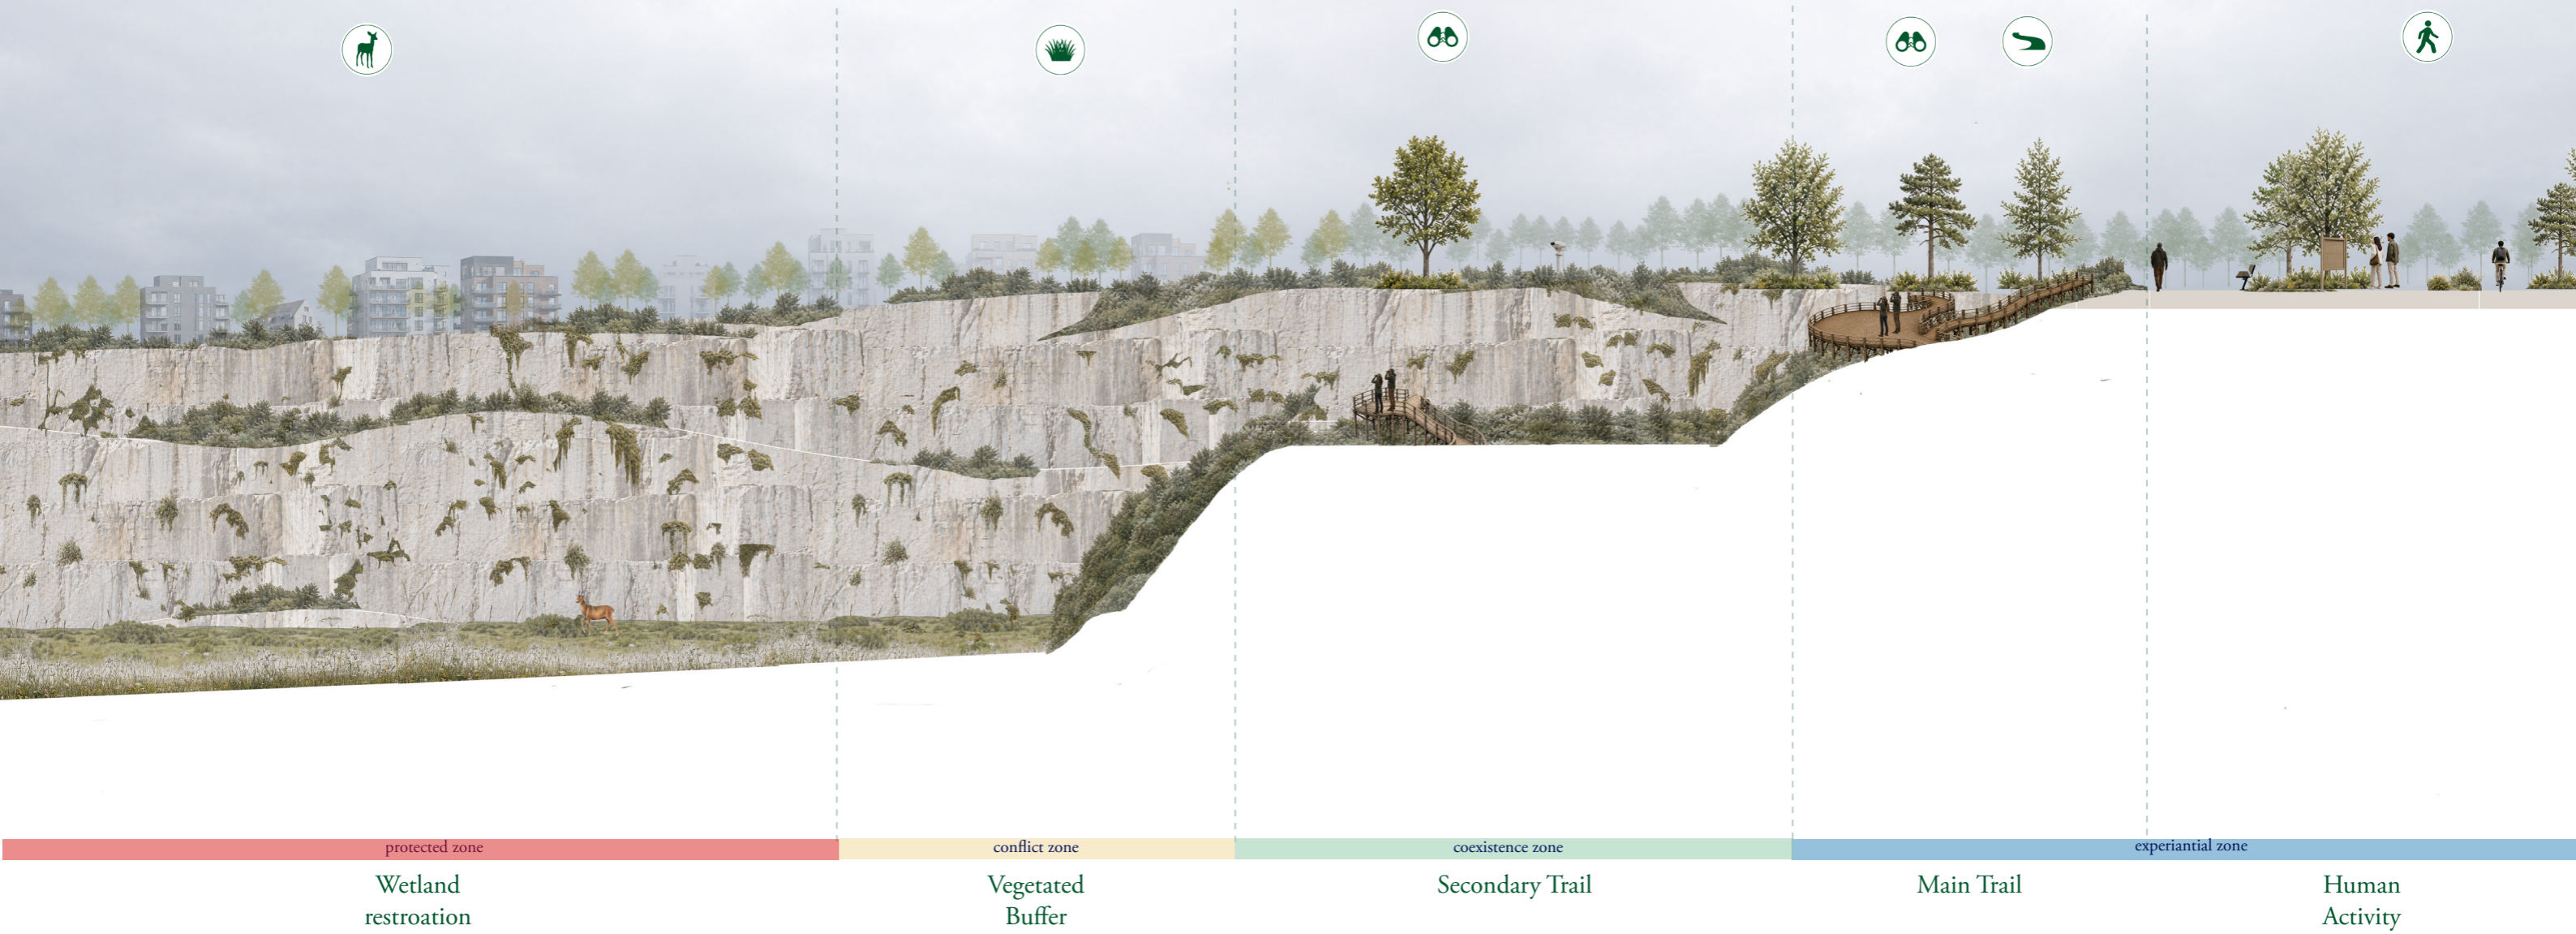 protected zone
conflict zone
coexistence zone
experiantial zone
Wetland
restroation
Vegetated
Buffer
Secondary Trail
Main Trail
Human
Activity